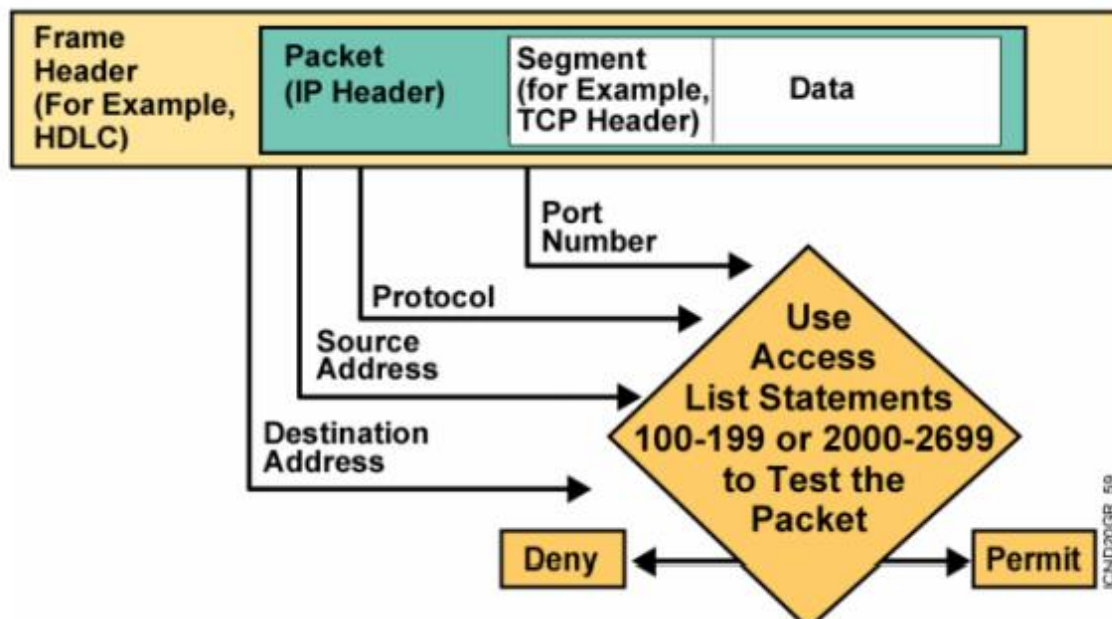 Frame
Header
(For Example,
HDLC)
Packet
(IP Header)
Segment
(for Example,
TCP Header)
Data
Port
Number
Protocol
Source
Address
Destination
Address
Use
Access
List Statements
100-199 or 2000-2699
to Test the
Packet
Deny
Permit
ICND20GR_59